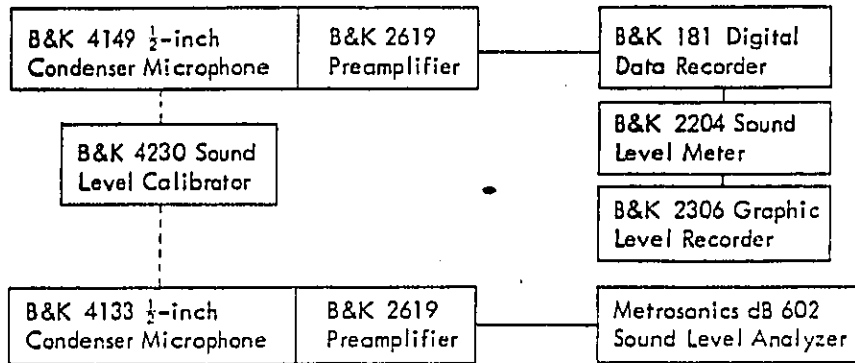 B&K 4149 ½-inch
Condenser Microphone
B&K 2619
Preamplifier
B&K 181 Digital
Data Recorder
B&K 4230 Sound
Level Calibrator
B&K 2204 Sound
Level Meter
B&K 2306 Graphic
Level Recorder
B&K 4133 ½-inch
Condenser Microphone
B&K 2619
Preamplifier
Metrosonics dB 602
Sound Level Analyzer